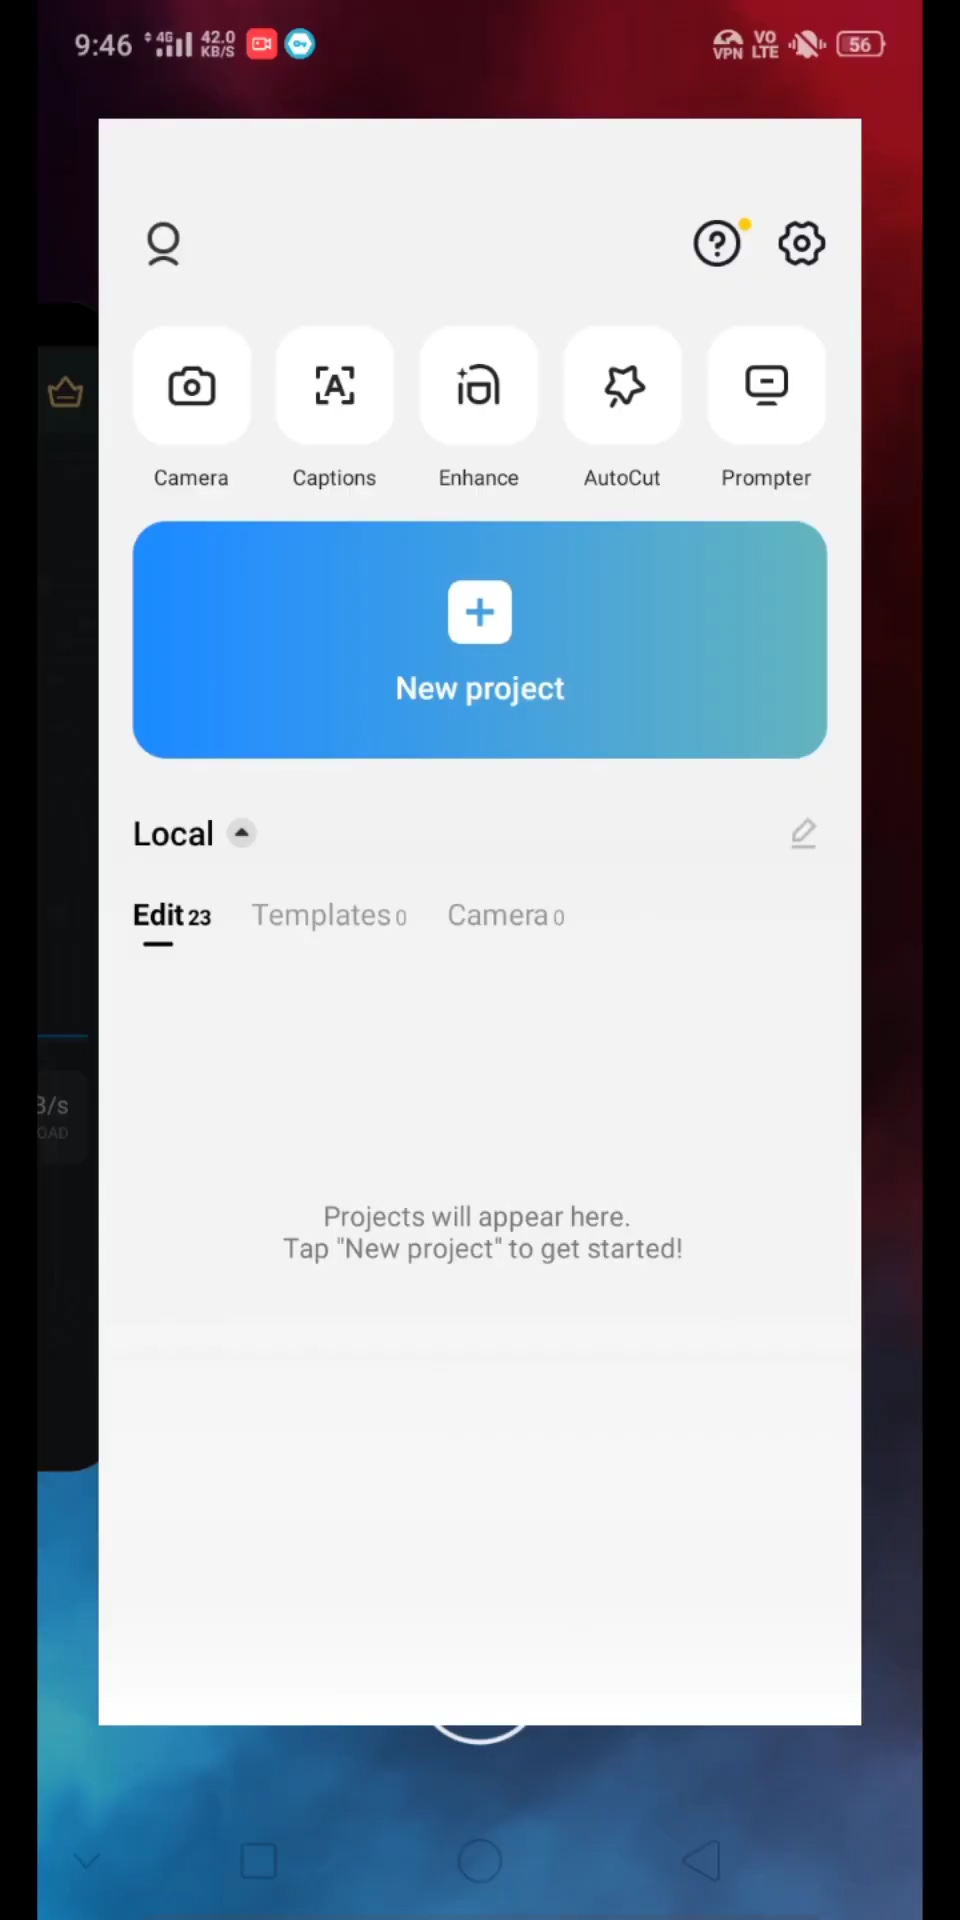 9:46 4G 42.0 KB/S VPN VO LTE 56
Camera Captions Enhance AutoCut Prompter
New project
Local
Edit 23 Templates 0 Camera 0
B/s
OAD
Projects will appear here.
Tap "New project" to get started!